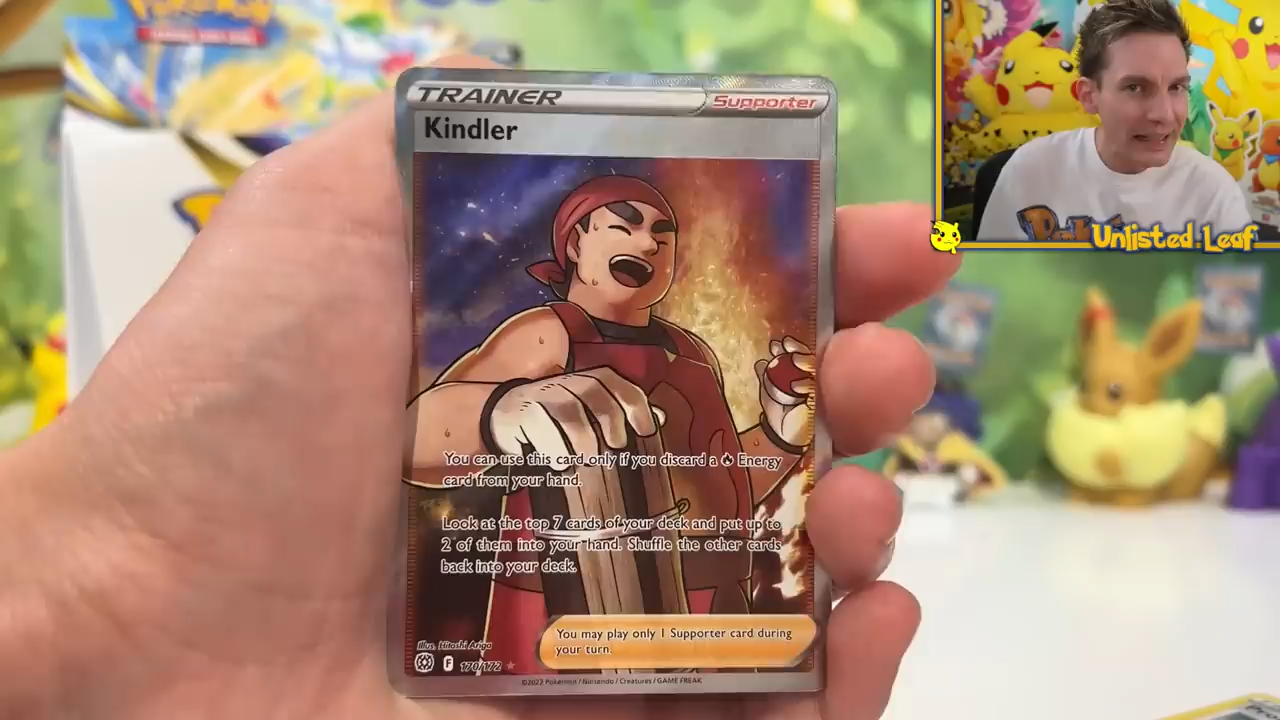 Pokémon
TRAINER
Supporter
Kindler
Unlisted Leaf
You can use this card only if you discard a Energy
card from your hand.
Look at the top 7 cards of your deck and put up to
2 of them into your hand. Shuffle the other cards
back into your deck.
You may play only 1 Supporter card during
your turn.
Illus. Hitoshi Ariga
F
170/172
©2022 Pokémon / Nintendo / Creatures / GAME FREAK